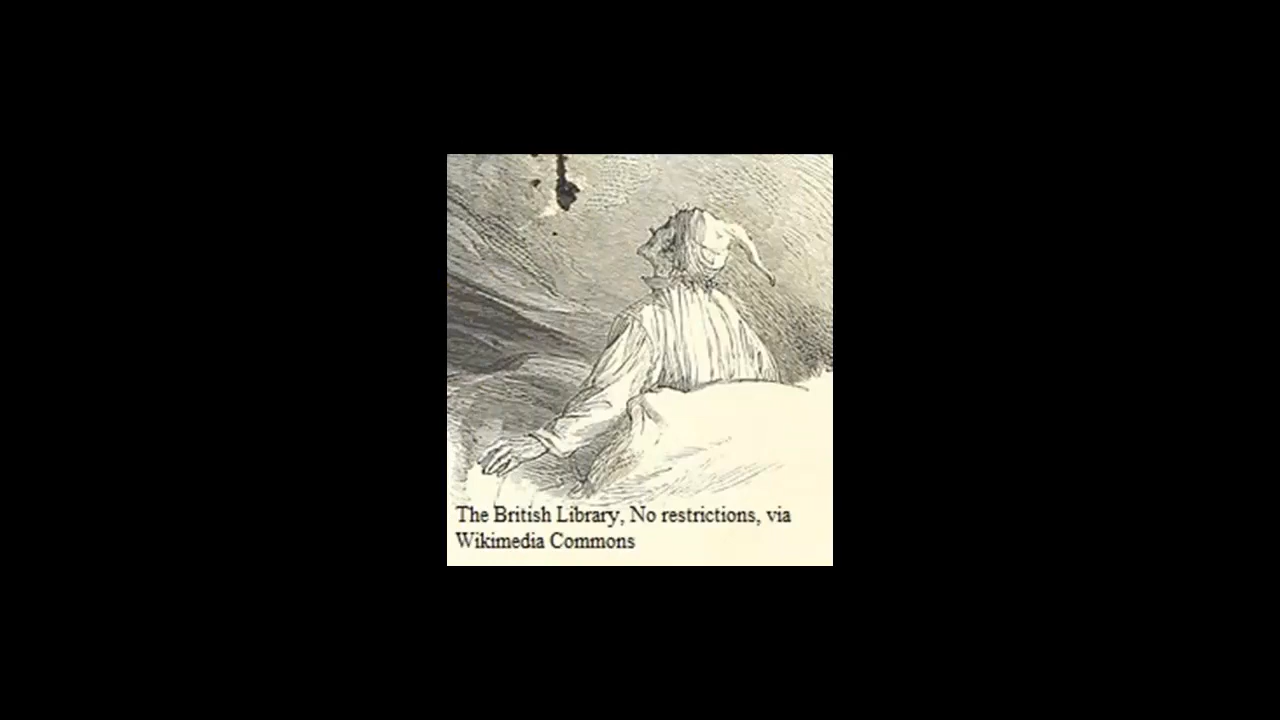 The British Library, No restrictions, via
Wikimedia Commons